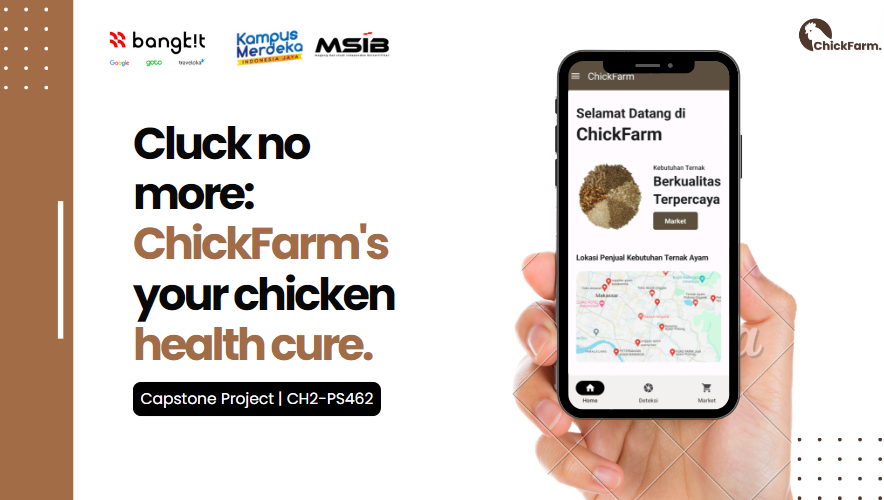 bangk!t
Google
goto
traveloka
Kampus
Merdeka
INDONESIA JAYA
MSIB
ChickFarm.
Cluck no
more:
ChickFarm's
your chicken
health cure.
Capstone Project | CH2-PS462
ChickFarm
Selamat Datang di
ChickFarm
Kebutuhan Ternak
Berkualitas
Terpercaya
Market
Lokasi Penjual Kebutuhan Ternak Ayam
Makassar
Home
Deteksi
Market